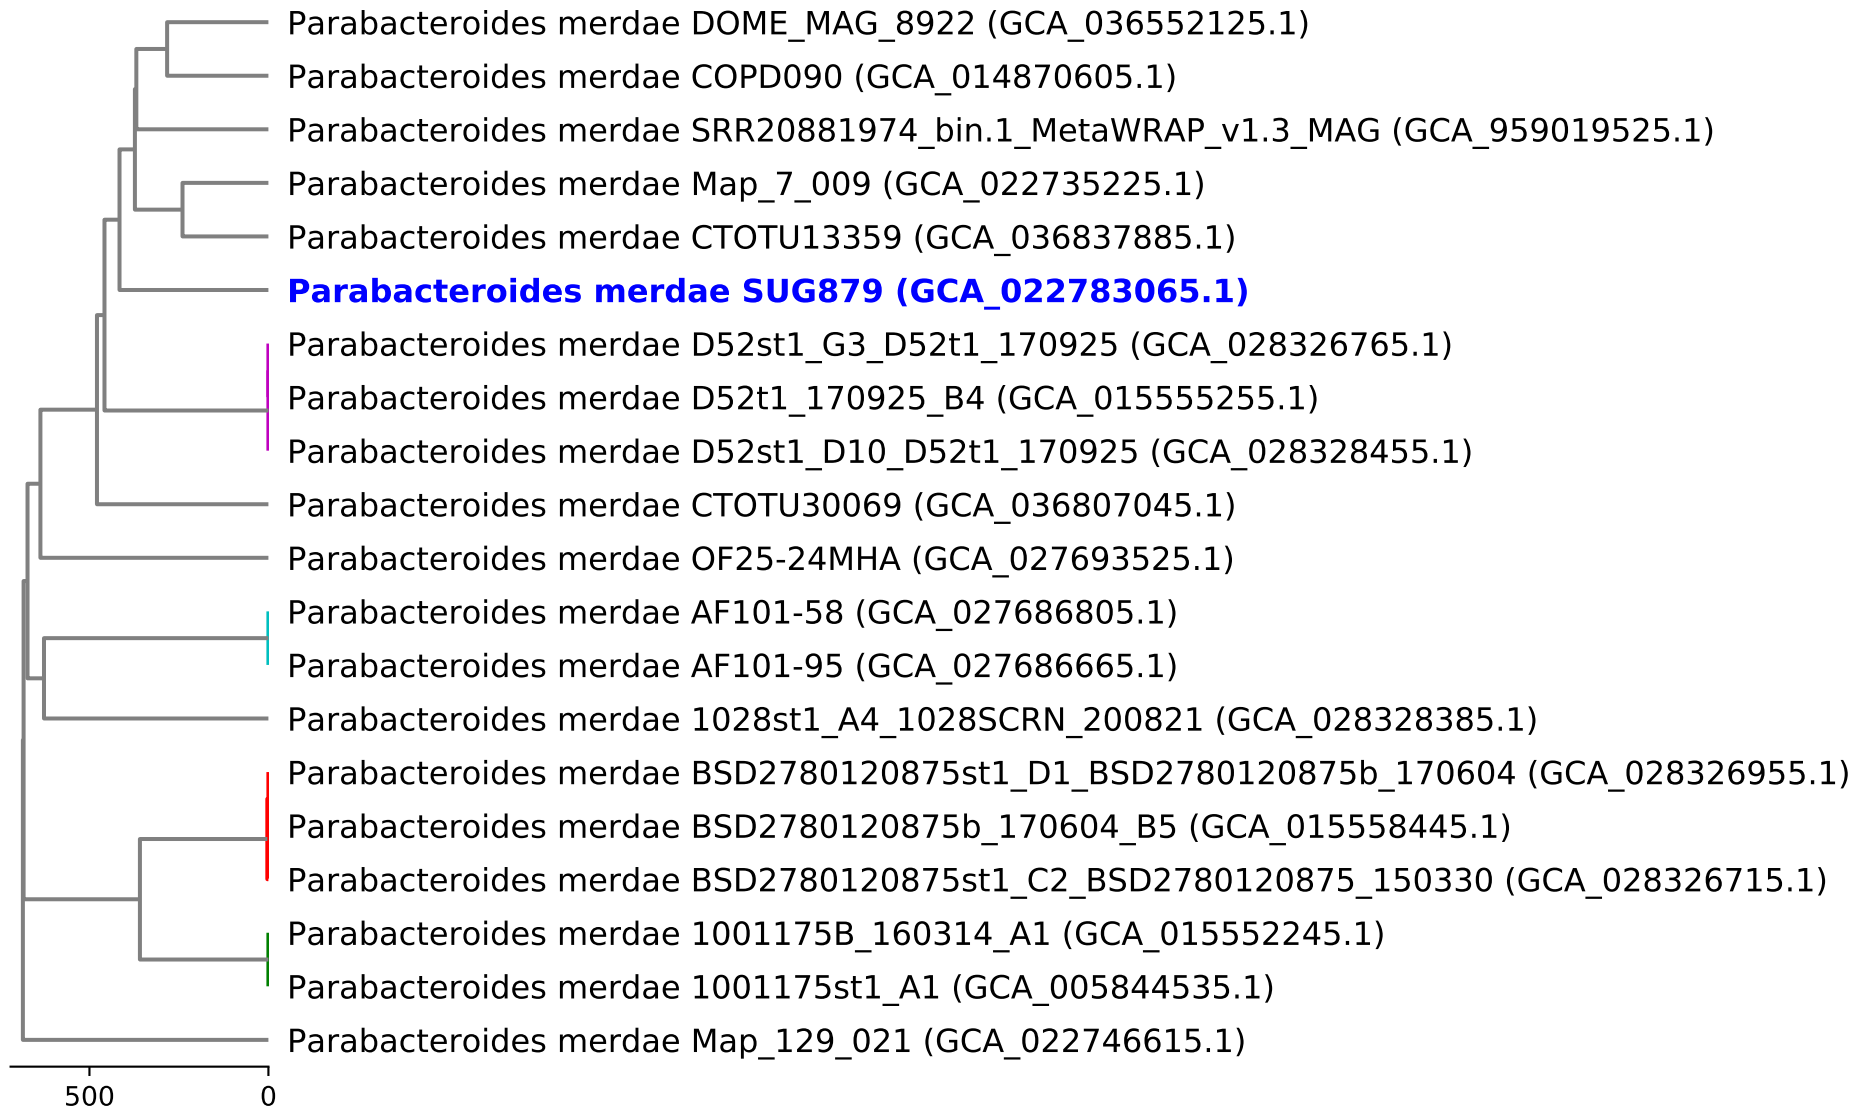 Parabacteroides merdae DOME_MAG_8922 (GCA_036552125.1)
Parabacteroides merdae COPD090 (GCA_014870605.1)
Parabacteroides merdae SRR20881974_bin.1_MetaWRAP_v1.3_MAG (GCA_959019525.1)
Parabacteroides merdae Map_7_009 (GCA_022735225.1)
Parabacteroides merdae CTOTU13359 (GCA_036837885.1)
Parabacteroides merdae SUG879 (GCA_022783065.1)
Parabacteroides merdae D52st1_G3_D52t1_170925 (GCA_028326765.1)
Parabacteroides merdae D52t1_170925_B4 (GCA_015555255.1)
Parabacteroides merdae D52st1_D10_D52t1_170925 (GCA_028328455.1)
Parabacteroides merdae CTOTU30069 (GCA_036807045.1)
Parabacteroides merdae OF25-24MHA (GCA_027693525.1)
Parabacteroides merdae AF101-58 (GCA_027686805.1)
Parabacteroides merdae AF101-95 (GCA_027686665.1)
Parabacteroides merdae 1028st1_A4_1028SCRN_200821 (GCA_028328385.1)
Parabacteroides merdae BSD2780120875st1_D1_BSD2780120875b_170604 (GCA_028326955.1)
Parabacteroides merdae BSD2780120875b_170604_B5 (GCA_015558445.1)
Parabacteroides merdae BSD2780120875st1_C2_BSD2780120875_150330 (GCA_028326715.1)
Parabacteroides merdae 1001175B_160314_A1 (GCA_015552245.1)
Parabacteroides merdae 1001175st1_A1 (GCA_005844535.1)
Parabacteroides merdae Map_129_021 (GCA_022746615.1)
500 0